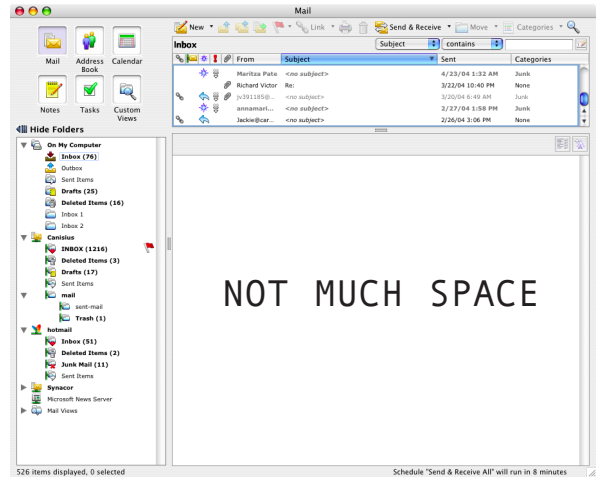 Mail
New
Link
Send & Receive
Move
Categories
Mail
Address Book
Calendar
Notes
Tasks
Custom Views
Hide Folders
Inbox
Subject
contains
From
Subject
Sent
Categories
Maritza Pate <no subject> 4/23/04 1:32 AM Junk
Richard Victor Re: 3/22/04 10:40 PM None
jv391185@... <no subject> 3/20/04 6:49 AM Junk
annamari... <no subject> 2/27/04 1:58 PM Junk
Jackie@car... <no subject> 2/26/04 3:06 PM None
On My Computer
Inbox (76)
Outbox
Sent Items
Drafts (25)
Deleted Items (16)
Inbox 1
Inbox 2
Canisius
INBOX (1216)
Deleted Items (3)
Drafts (17)
Sent Items
mail
sent-mail
Trash (1)
hotmail
Inbox (51)
Deleted Items (2)
Junk Mail (11)
Sent Items
Synacor
Microsoft News Server
Mail Views
NOT MUCH SPACE
526 items displayed, 0 selected
Schedule "Send & Receive All" will run in 8 minutes